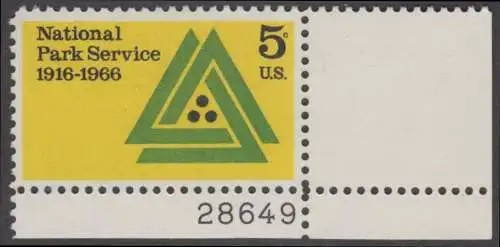 National
Park Service
1916-1966
5c
U.S.
28649